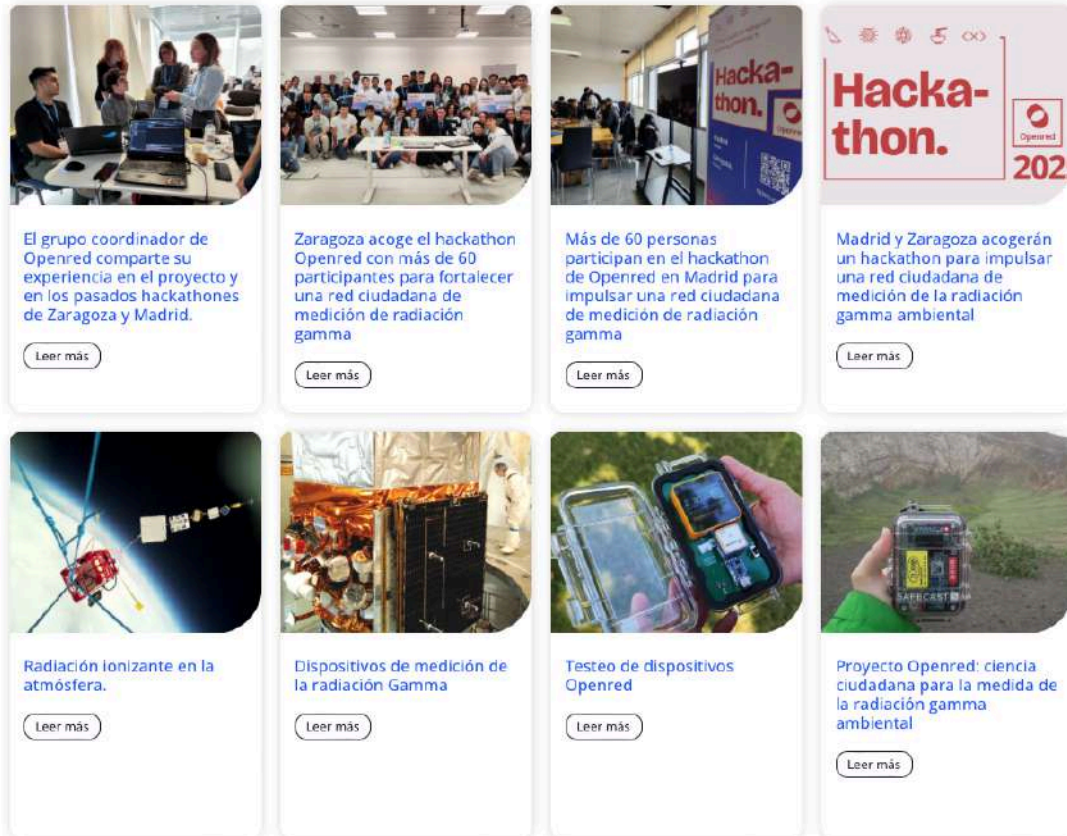 Hacka-
thon.
Hacka-
thon.
Openred
202
El grupo coordinador de
Openred comparte su
experiencia en el proyecto y
en los pasados hackathones
de Zaragoza y Madrid.
Leer más
Zaragoza acoge el hackathon
Openred con más de 60
participantes para fortalecer
una red ciudadana de
medición de radiación
gamma
Leer más
Más de 60 personas
participan en el hackathon
de Openred en Madrid para
impulsar una red ciudadana
de medición de radiación
gamma
Leer más
Madrid y Zaragoza acogerán
un hackathon para impulsar
una red ciudadana de
medición de la radiación
gamma ambiental
Leer más
SAFECAST
Radiación ionizante en la
atmósfera.
Leer más
Dispositivos de medición de
la radiación Gamma
Leer más
Testeo de dispositivos
Openred
Leer más
Proyecto Openred: ciencia
ciudadana para la medida de
la radiación gamma
ambiental
Leer más